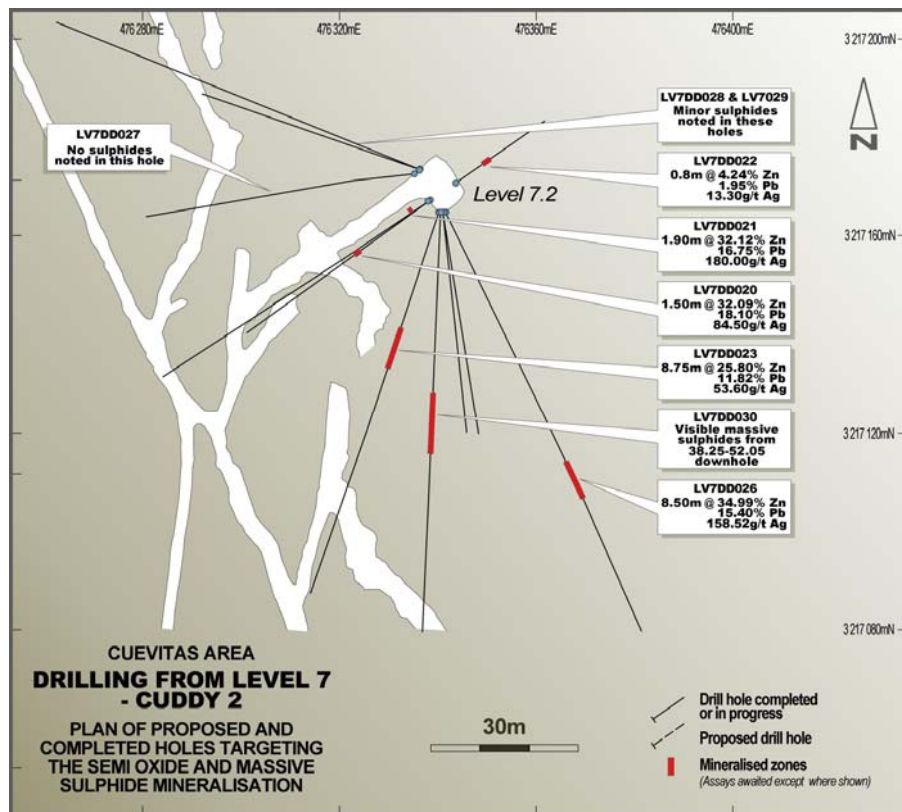 476 280mE
476 320mE
476 360mE
476 400mE
3 217 200mN
LV7DD028 & LV7029
Minor sulphides
noted in these
holes
LV7DD027
No sulphides
noted in this hole
N
LV7DD022
0.8m @ 4.24% Zn
1.95% Pb
13.30g/t Ag
Level 7.2
LV7DD021
1.90m @ 32.12% Zn
16.75% Pb
180.00g/t Ag
3 217 160mN
LV7DD020
1.50m @ 32.09% Zn
18.10% Pb
84.50g/t Ag
LV7DD023
8.75m @ 25.80% Zn
11.82% Pb
53.60g/t Ag
LV7DD030
Visible massive
sulphides from
38.25-52.05
downhole
3 217 120mN
LV7DD026
8.50m @ 34.99% Zn
15.40% Pb
158.52g/t Ag
3 217 080mN
CUEVITAS AREA
DRILLING FROM LEVEL 7
- CUDDY 2
PLAN OF PROPOSED AND
COMPLETED HOLES TARGETING
THE SEMI OXIDE AND MASSIVE
SULPHIDE MINERALISATION
30m
Drill hole completed
or in progress
Proposed drill hole
Mineralised zones
(Assays awaited except where shown)